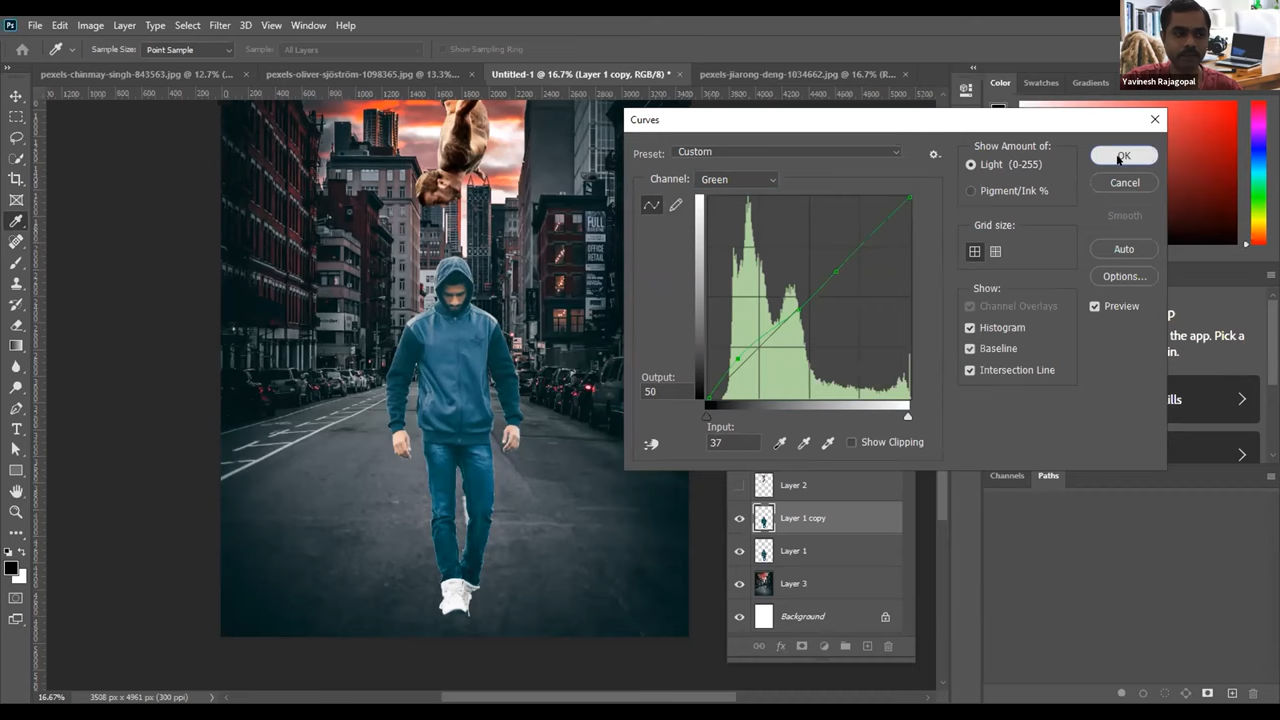 Ps File Edit Image Layer Type Select Filter 3D View Window Help
Sample Size: Point Sample Sample: All Layers Show Sampling Ring
Yavinesh Rajagopal
pexels-chinmay-singh-843563.jpg @ 12.7% (... × pexels-oliver-sjöström-1098365.jpg @ 13.3%... × Untitled-1 @ 16.7% (Layer 1 copy, RGB/8) * × pexels-jiarong-deng-1034662.jpg @ 16.7% (R... ×
Color Swatches Gradients
Curves
Preset: Custom
Channel: Green
Output:
50
Input:
37
Show Clipping
Show Amount of:
Light (0-255)
Pigment/Ink %
Grid size:
Show:
Channel Overlays
Histogram
Baseline
Intersection Line
OK
Cancel
Smooth
Auto
Options...
Preview
the app. Pick a
in.
Layer 2
Layer 1 copy
Layer 1
Layer 3
Background
Channels Paths
OFFICE
FULL
16.67% 3508 px x 4961 px (300 ppi)